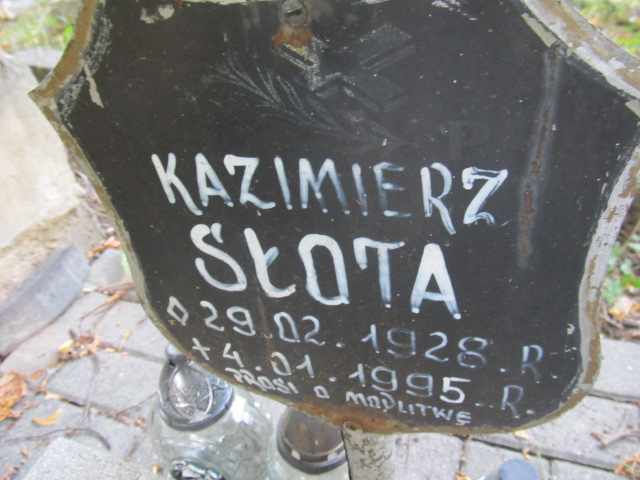 KAZIMIERZ
SŁOTA
◊ 29.02.1928.R.
+ 4.01.1995.R.
PROSI O MODLITWĘ